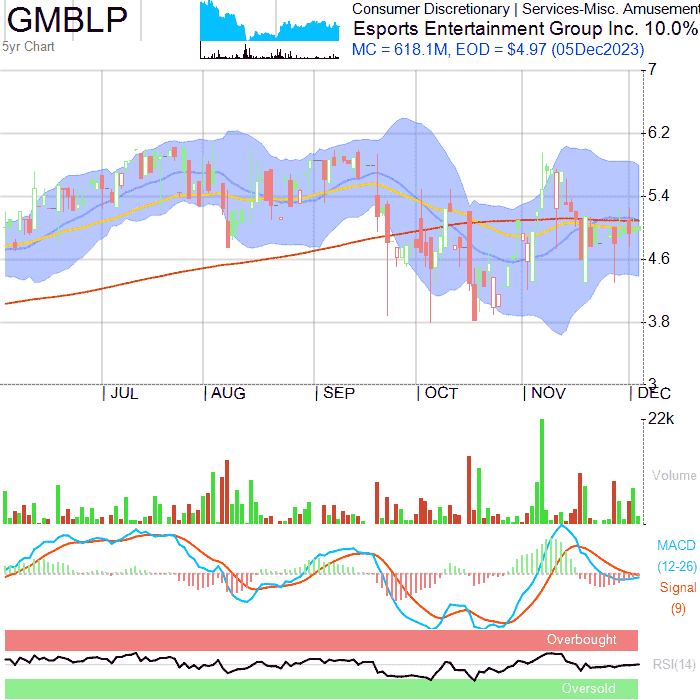 GMBLP
5yr Chart
Consumer Discretionary | Services-Misc. Amusement
Esports Entertainment Group Inc. 10.0%
MC = 618.1M, EOD = $4.97 (05Dec2023)
7
6.2
5.4
4.6
3.8
3
JUL
AUG
SEP
OCT
NOV
DEC
22k
Volume
MACD
(12-26)
Signal
(9)
Overbought
RSI(14)
Oversold